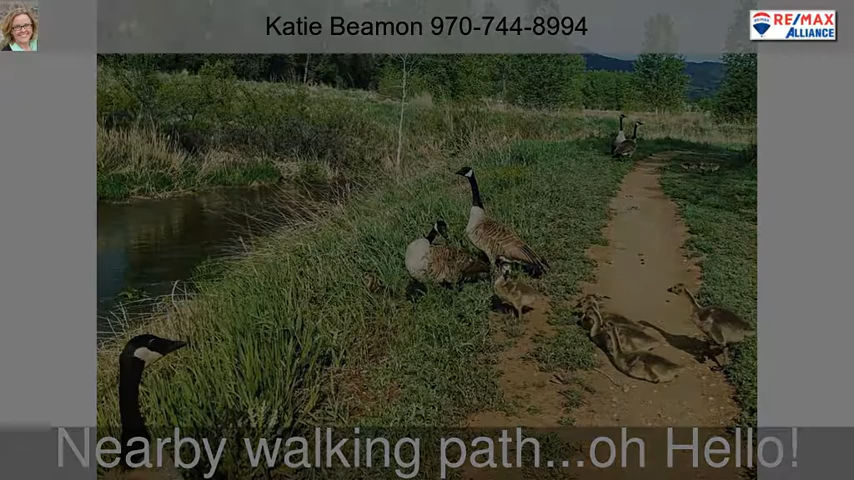 Katie Beamon 970-744-8994
RE/MAX
ALLIANCE
Nearby walking path...oh Hello!